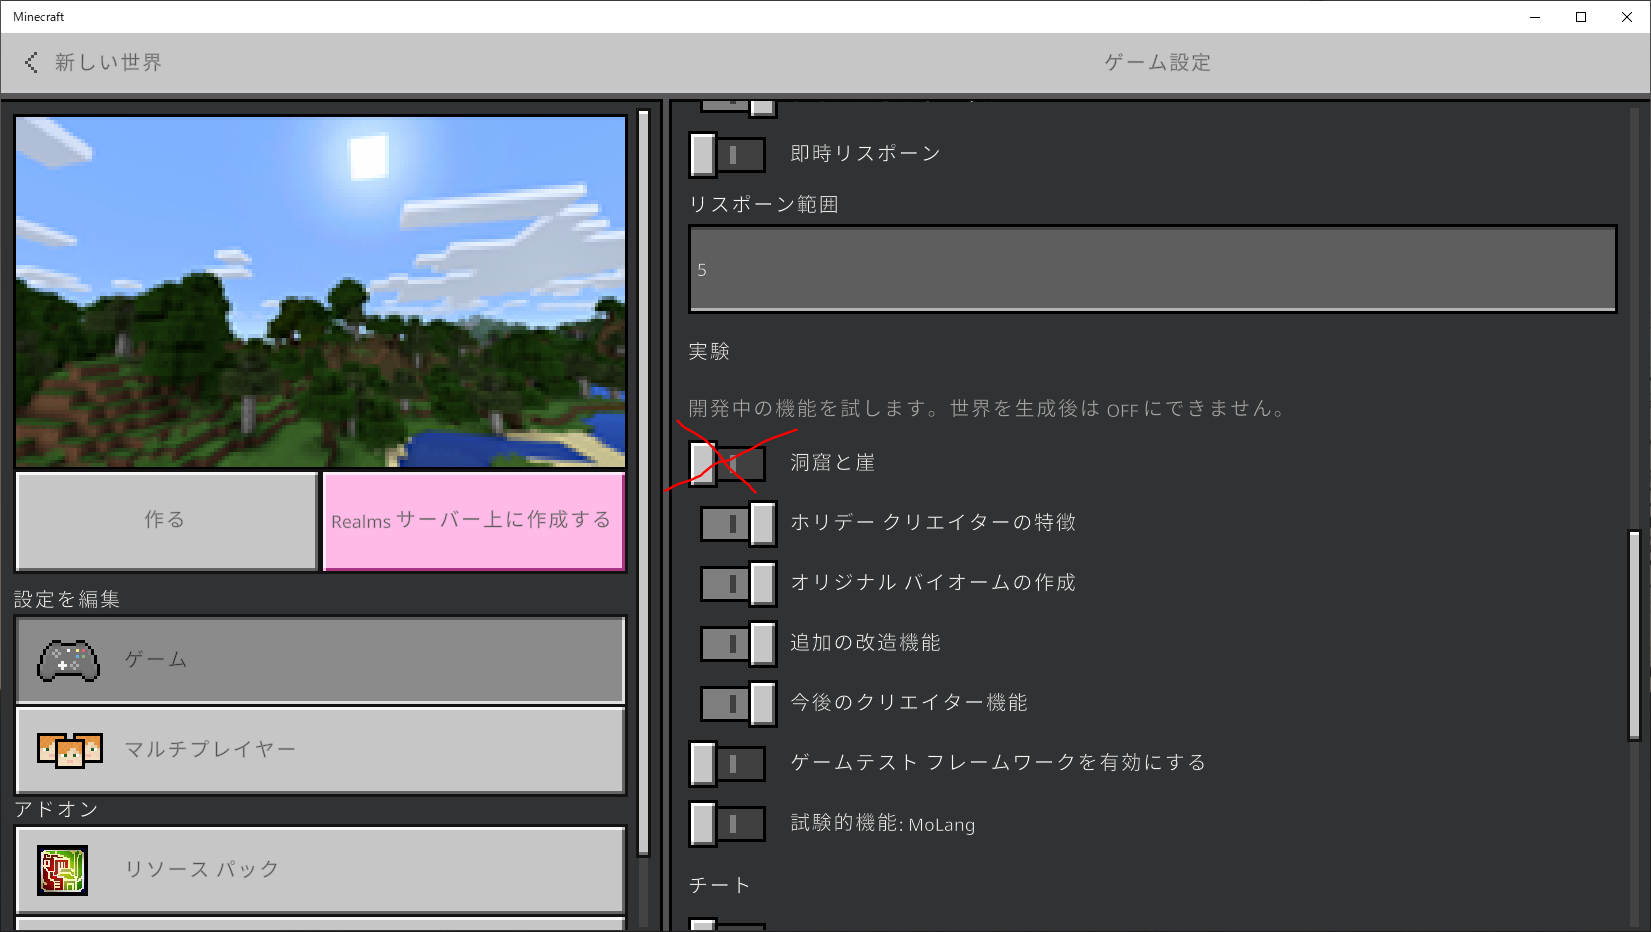 Minecraft
新しい世界
ゲーム設定
作る
Realms サーバー上に作成する
設定を編集
ゲーム
マルチプレイヤー
アドオン
リソース パック
即時リスポーン
リスポーン範囲
5
実験
開発中の機能を試します。世界を生成後は OFF にできません。
洞窟と崖
ホリデー クリエイターの特徴
オリジナル バイオームの作成
追加の改造機能
今後のクリエイター機能
ゲームテスト フレームワークを有効にする
試験的機能: MoLang
チート